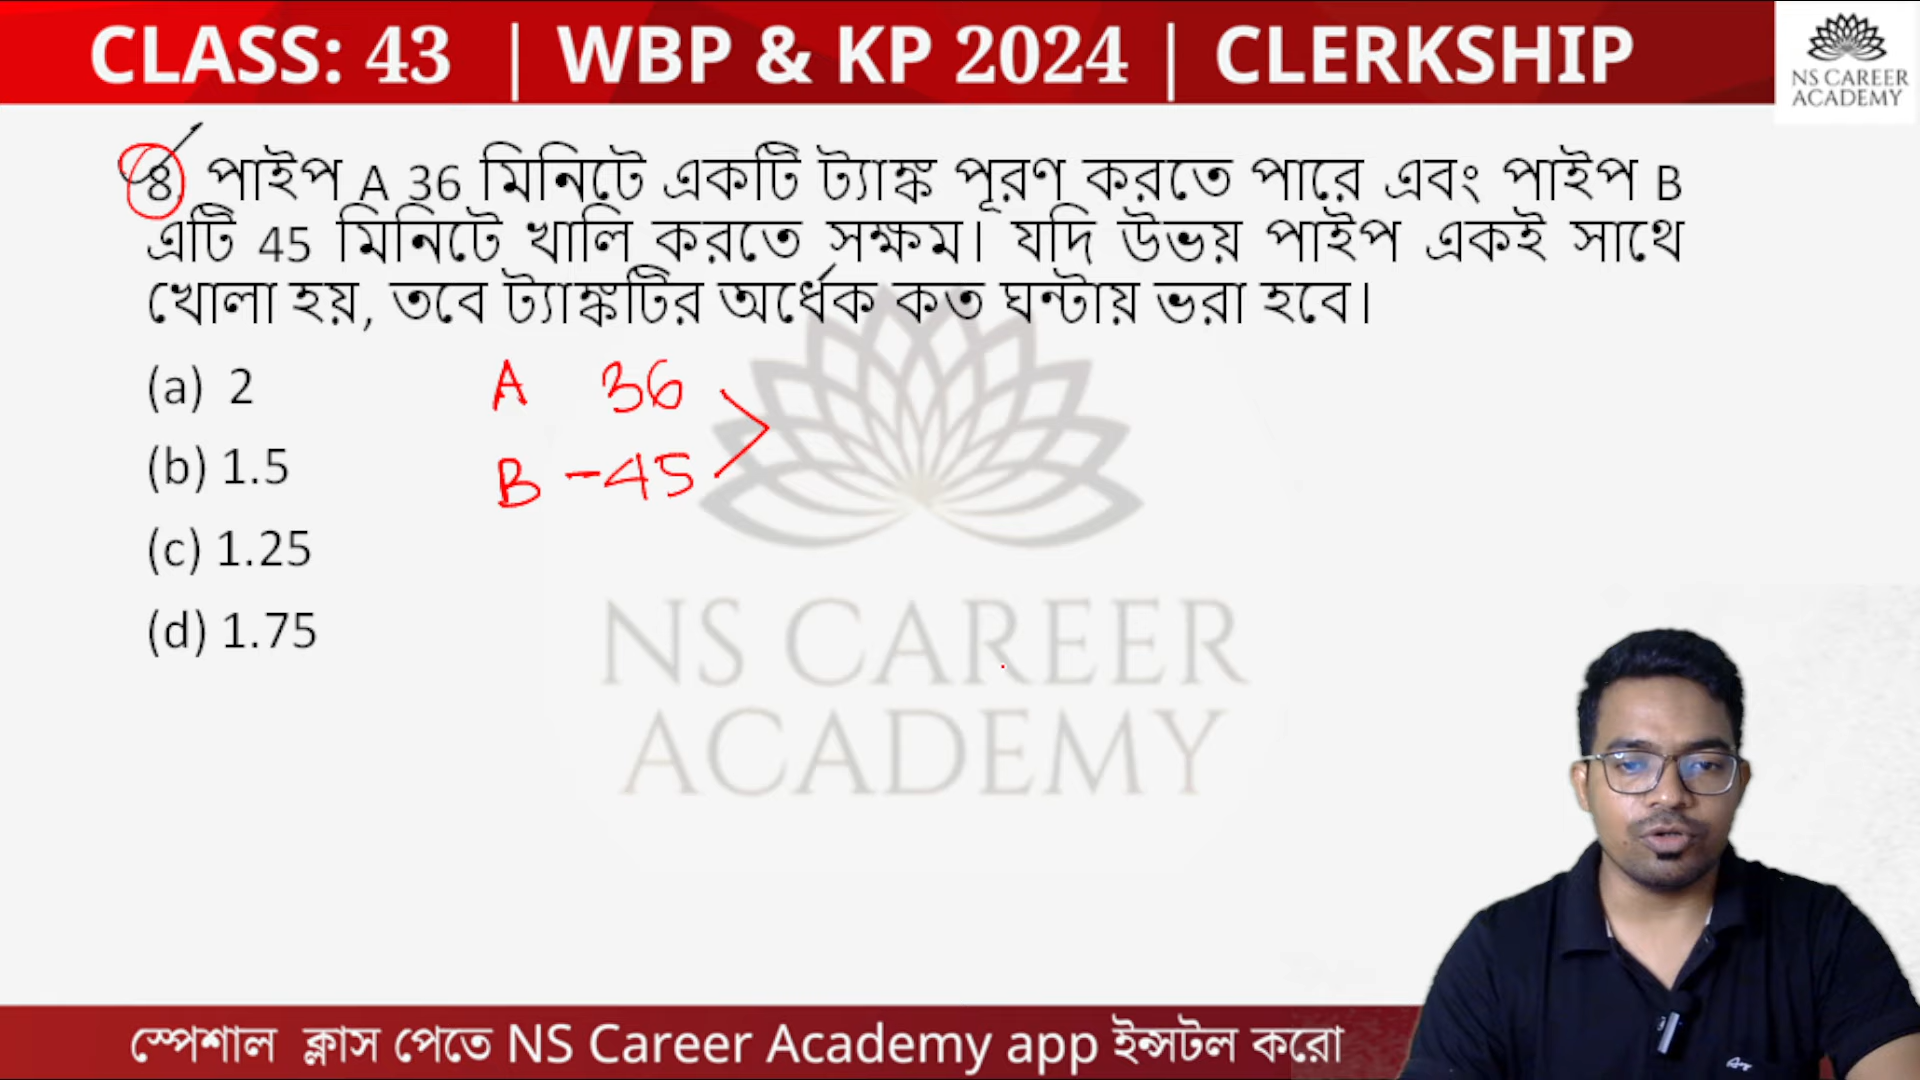 CLASS: 43 | WBP & KP 2024 | CLERKSHIP
NS CAREER
ACADEMY
8. পাইপ A 36 মিনিটে একটি ট্যাঙ্ক পূরণ করতে পারে এবং পাইপ B
এটি 45 মিনিটে খালি করতে সক্ষম। যদি উভয় পাইপ একই সাথে
খোলা হয়, তবে ট্যাঙ্কটির অর্ধেক কত ঘন্টায় ভরা হবে।
(a) 2
A 36
(b) 1.5
B -45
(c) 1.25
(d) 1.75
NS CAREER
ACADEMY
স্পেশাল ক্লাস পেতে NS Career Academy app ইন্সটল করো